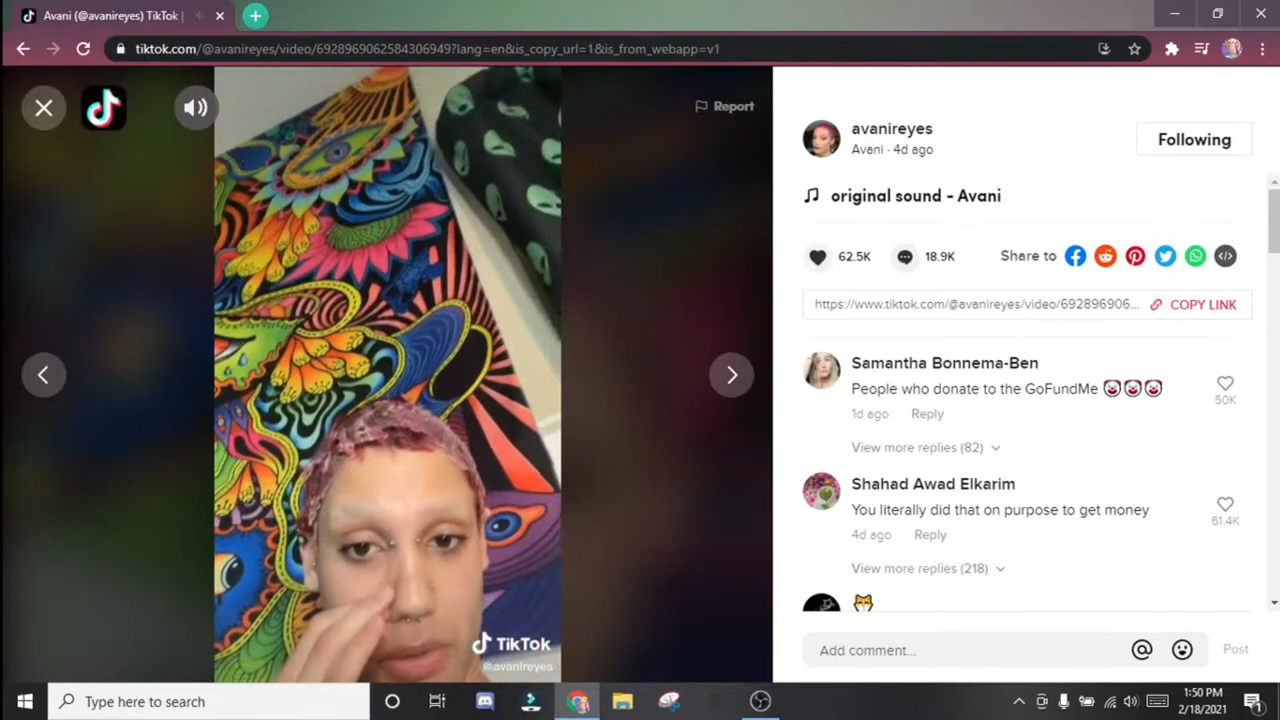 Avani (@avanireyes) TikTok |
tiktok.com/@avanireyes/video/6928969062584306949?lang=en&is_copy_url=1&is_from_webapp=v1
Report
TikTok
@avanireyes
avanireyes
Avani · 4d ago
Following
original sound - Avani
62.5K
18.9K
Share to
https://www.tiktok.com/@avanireyes/video/692896906...
COPY LINK
Samantha Bonnema-Ben
People who donate to the GoFundMe 🤡🤡🤡
50K
1d ago
Reply
View more replies (82)
Shahad Awad Elkarim
You literally did that on purpose to get money
61.4K
4d ago
Reply
View more replies (218)
Add comment...
Post
Type here to search
1:50 PM
2/18/2021
1